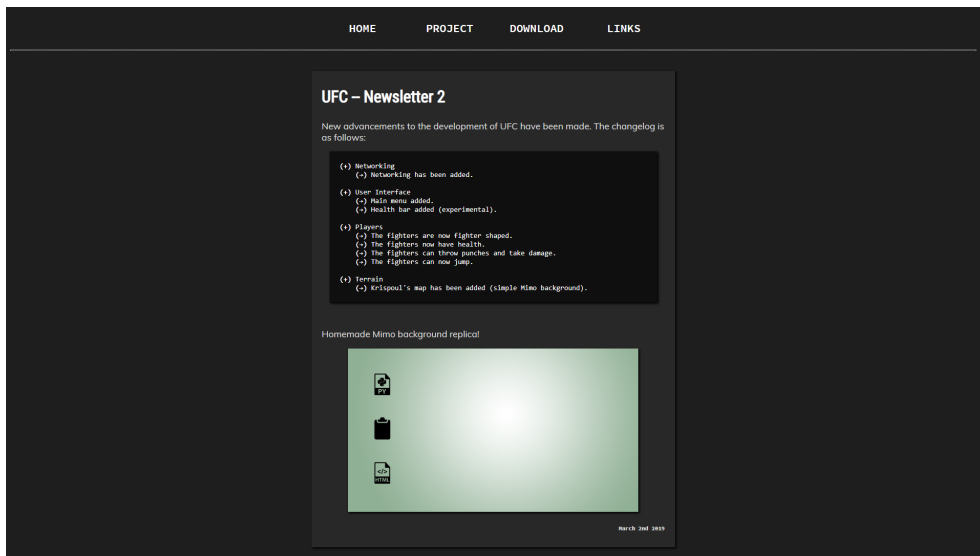 HOME PROJECT DOWNLOAD LINKS
UFC – Newsletter 2
New advancements to the development of UFC have been made. The changelog is
as follows:
(+) Networking
(→) Networking has been added.
(+) User Interface
(→) Main menu added.
(→) Health bar added (experimental).
(+) Players
(→) The fighters are now fighter shaped.
(→) The fighters now have health.
(→) The fighters can throw punches and take damage.
(→) The fighters can now jump.
(+) Terrain
(→) Krispoul's map has been added (simple Mimo background).
Homemade Mimo background replica!
PY
</>
HTML
March 2nd 2019